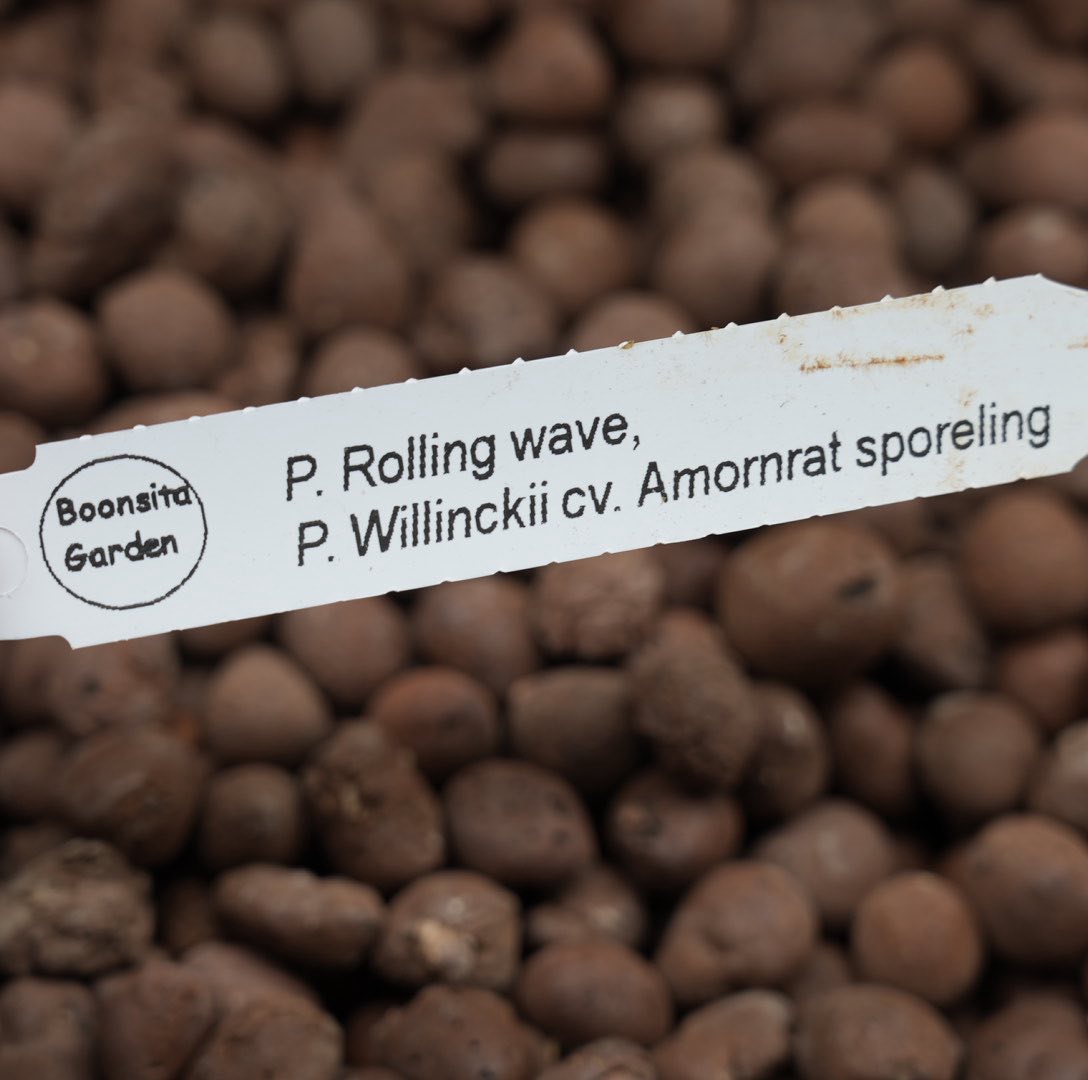 Boonsita
Garden
P. Rolling wave,
P. Willinckii cv. Amornrat sporeling